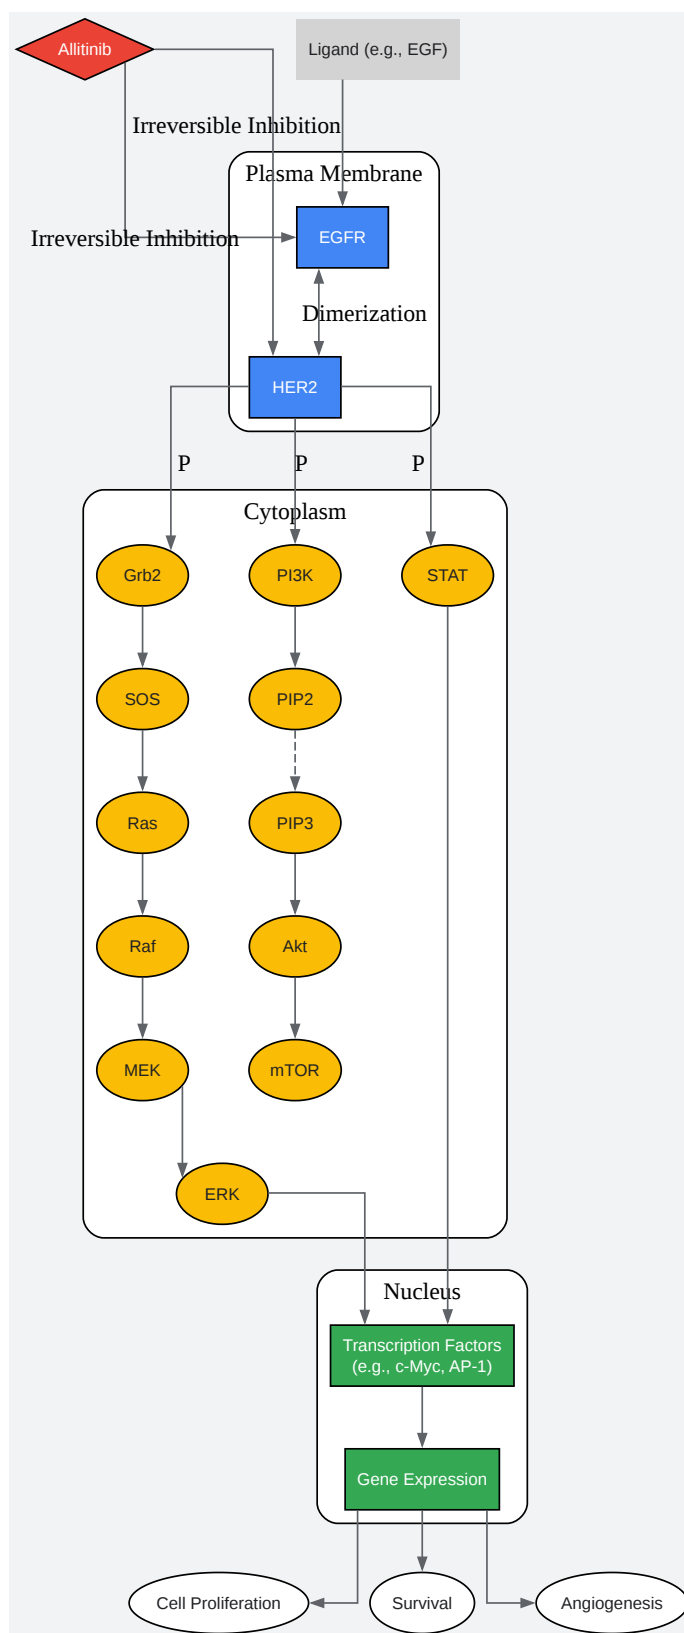 Allitinib
Ligand (e.g., EGF)
Irreversible Inhibition
Plasma Membrane
Irreversible Inhibition
EGFR
Dimerization
HER2
P
P
P
Cytoplasm
Grb2
PI3K
STAT
SOS
PIP2
Ras
PIP3
Raf
Akt
MEK
mTOR
ERK
Nucleus
Transcription Factors
(e.g., c-Myc, AP-1)
Gene Expression
Cell Proliferation
Survival
Angiogenesis